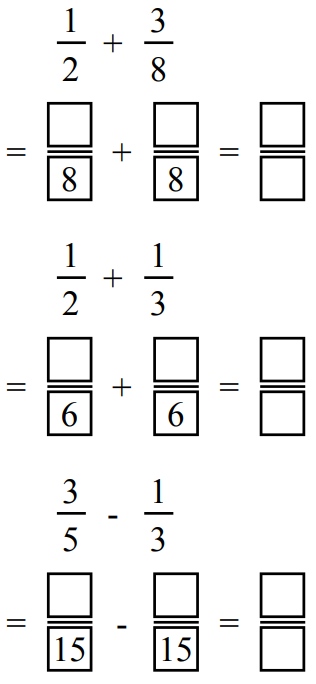 1/2 + 3/8
= □/8 + □/8 = □/□
1/2 + 1/3
= □/6 + □/6 = □/□
3/5 - 1/3
= □/15 - □/15 = □/□